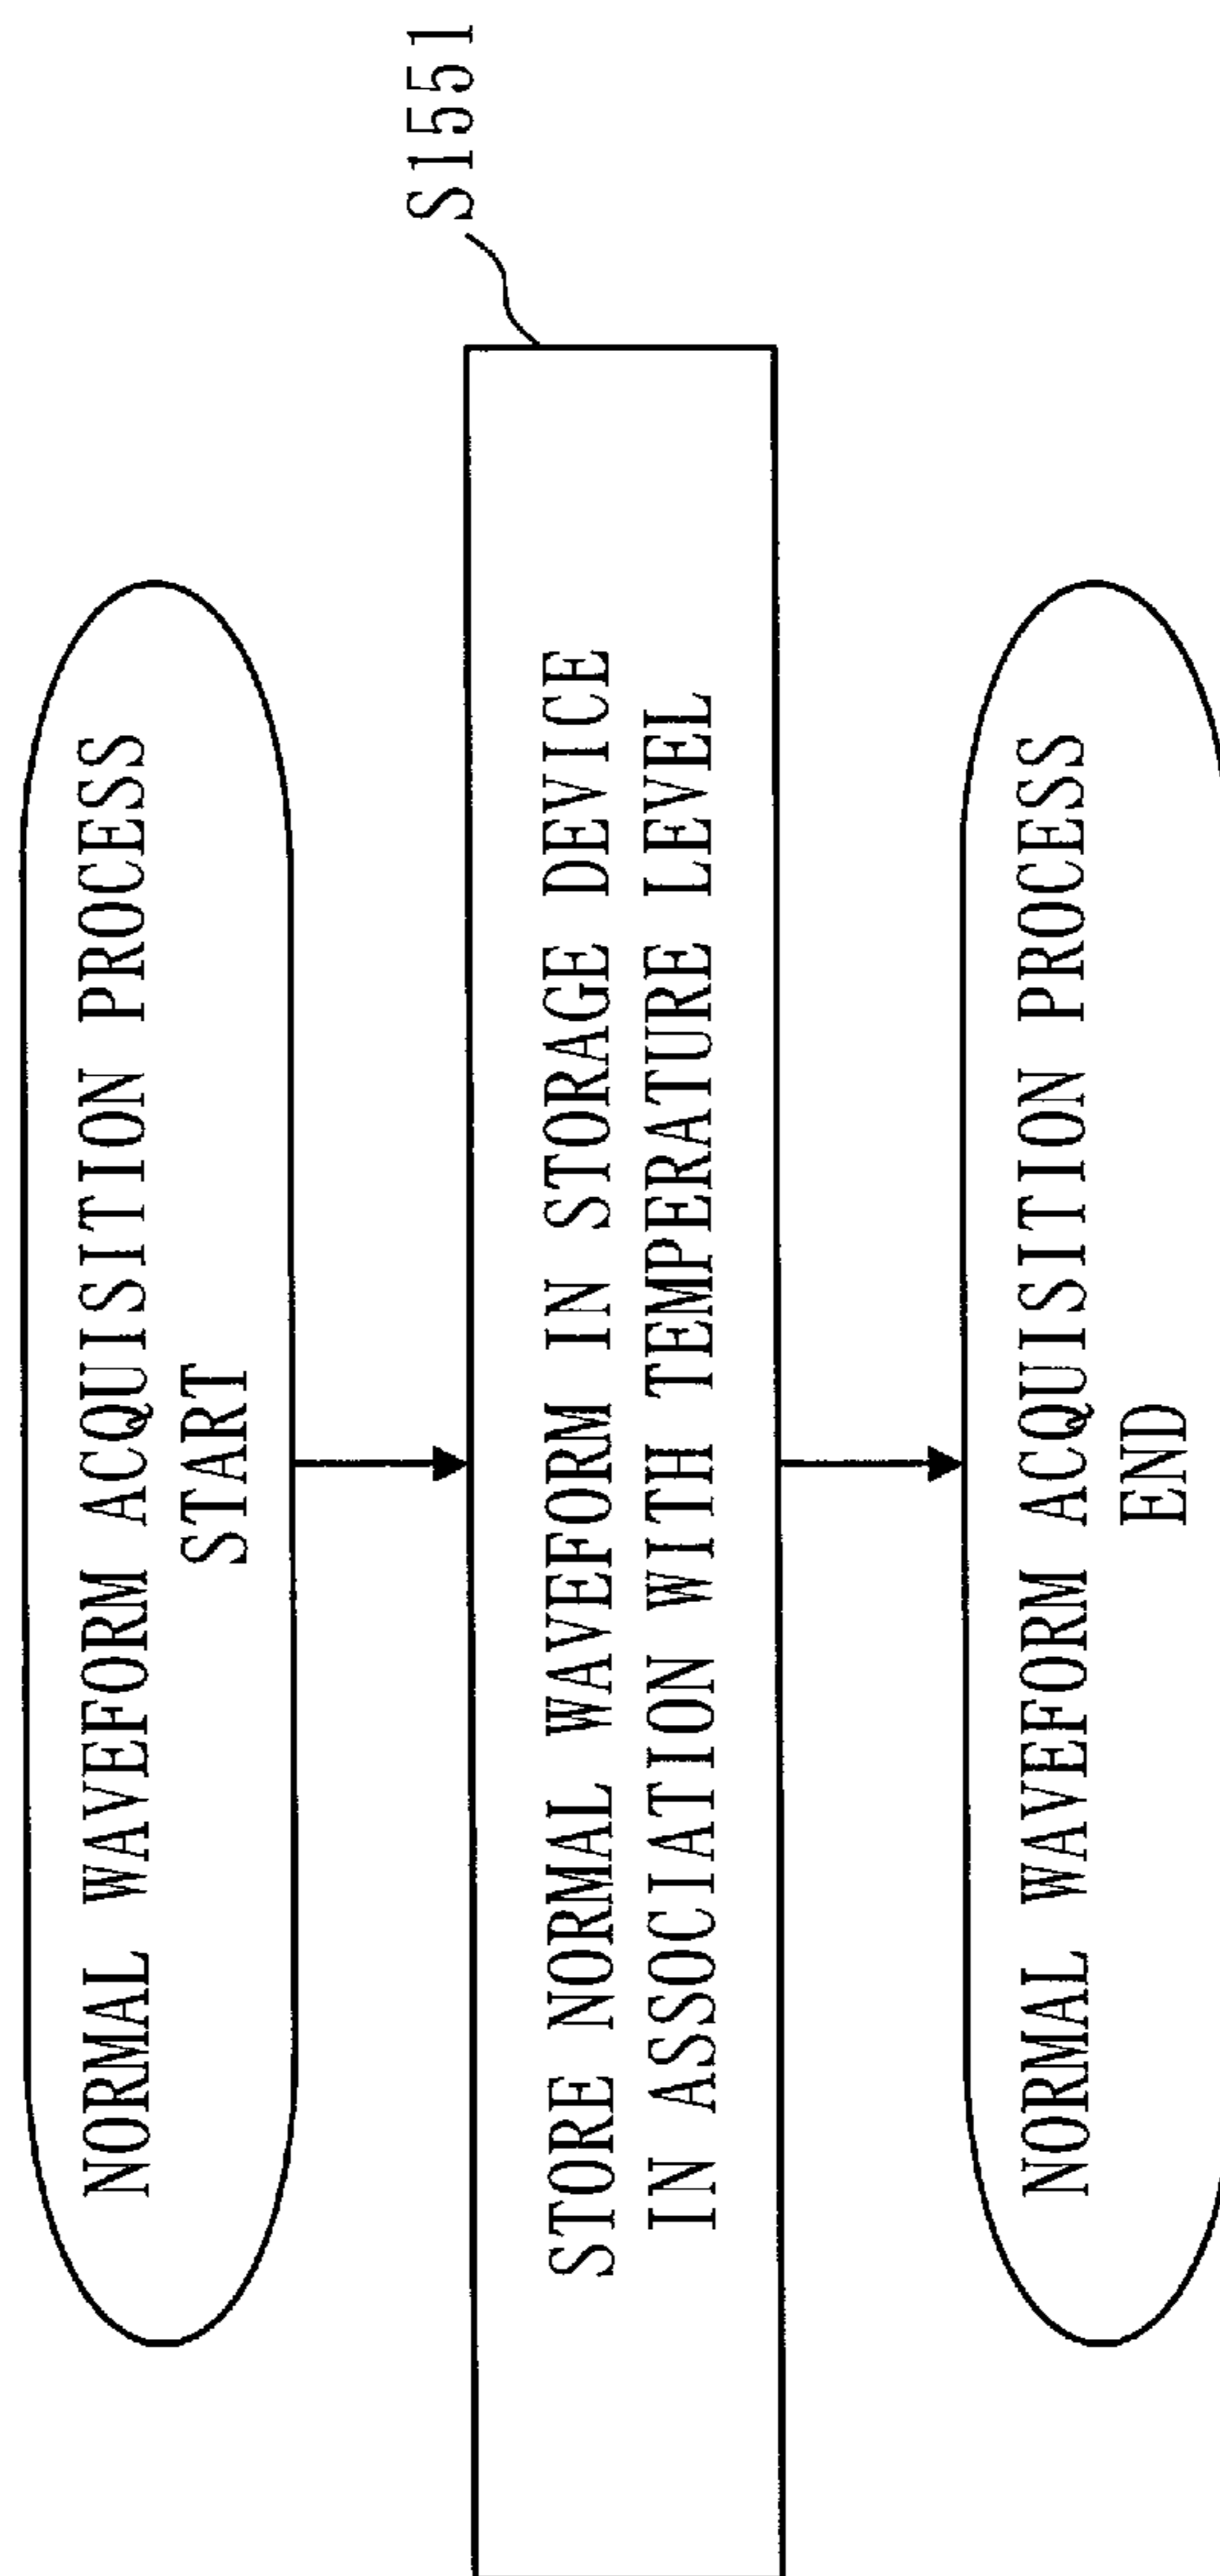 NORMAL WAVEFORM ACQUISITION PROCESS
START
S1551
STORE NORMAL WAVEFORM IN STORAGE DEVICE
IN ASSOCIATION WITH TEMPERATURE LEVEL
NORMAL WAVEFORM ACQUISITION PROCESS
END